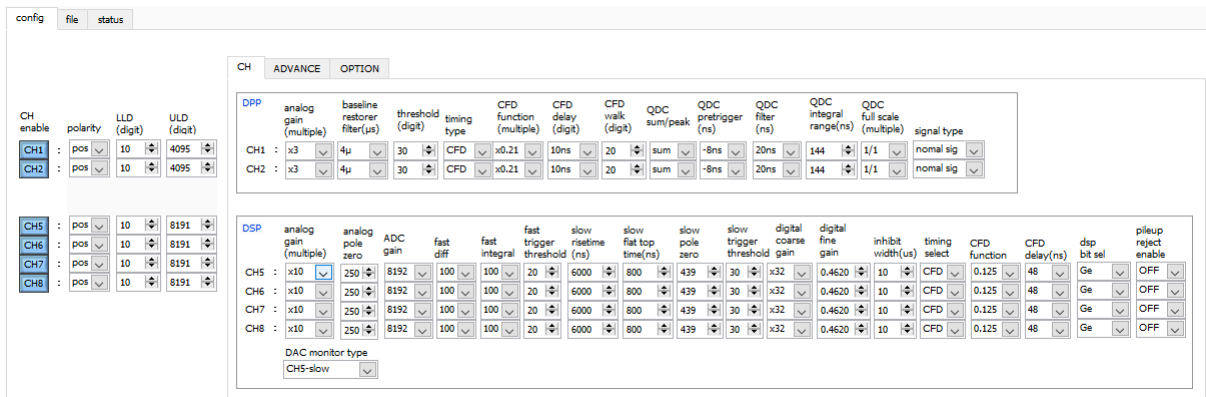 config file status
CH ADVANCE OPTION
DPP
CH enable polarity LLD (digit) ULD (digit)
analog gain (multiple) baseline restorer filter(μs) threshold (digit) timing type CFD function (multiple) CFD delay (digit) CFD walk (digit) QDC sum/peak QDC pretrigger (ns) QDC filter (ns) QDC integral range(ns) QDC full scale (multiple) signal type
CH1 : pos 10 4095 CH1 : x3 4μ 30 CFD x0.21 10ns 20 sum -8ns 20ns 144 1/1 nomal sig
CH2 : pos 10 4095 CH2 : x3 4μ 30 CFD x0.21 10ns 20 sum -8ns 20ns 144 1/1 nomal sig
DSP
analog gain (multiple) analog pole zero ADC gain fast diff fast integral fast trigger threshold slow risetime (ns) slow flat top time(ns) slow pole zero slow trigger threshold digital coarse gain digital fine gain inhibit width(us) timing select CFD function CFD delay(ns) dsp bit sel pileup reject enable
CH5 : pos 10 8191 CH5 : x10 250 8192 100 100 20 6000 800 439 30 x32 0.4620 10 CFD 0.125 48 Ge OFF
CH6 : pos 10 8191 CH6 : x10 250 8192 100 100 20 6000 800 439 30 x32 0.4620 10 CFD 0.125 48 Ge OFF
CH7 : pos 10 8191 CH7 : x10 250 8192 100 100 20 6000 800 439 30 x32 0.4620 10 CFD 0.125 48 Ge OFF
CH8 : pos 10 8191 CH8 : x10 250 8192 100 100 20 6000 800 439 30 x32 0.4620 10 CFD 0.125 48 Ge OFF
DAC monitor type
CH5-slow